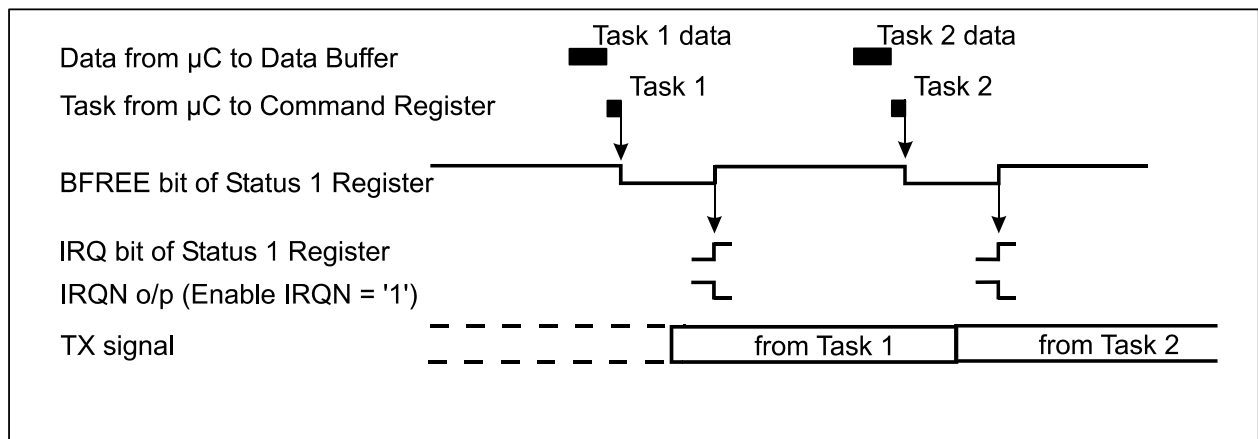 Task 1 data Task 2 data
Data from µC to Data Buffer
Task from µC to Command Register Task 1 Task 2
BFREE bit of Status 1 Register
IRQ bit of Status 1 Register
IRQN o/p (Enable IRQN = '1')
TX signal from Task 1 from Task 2